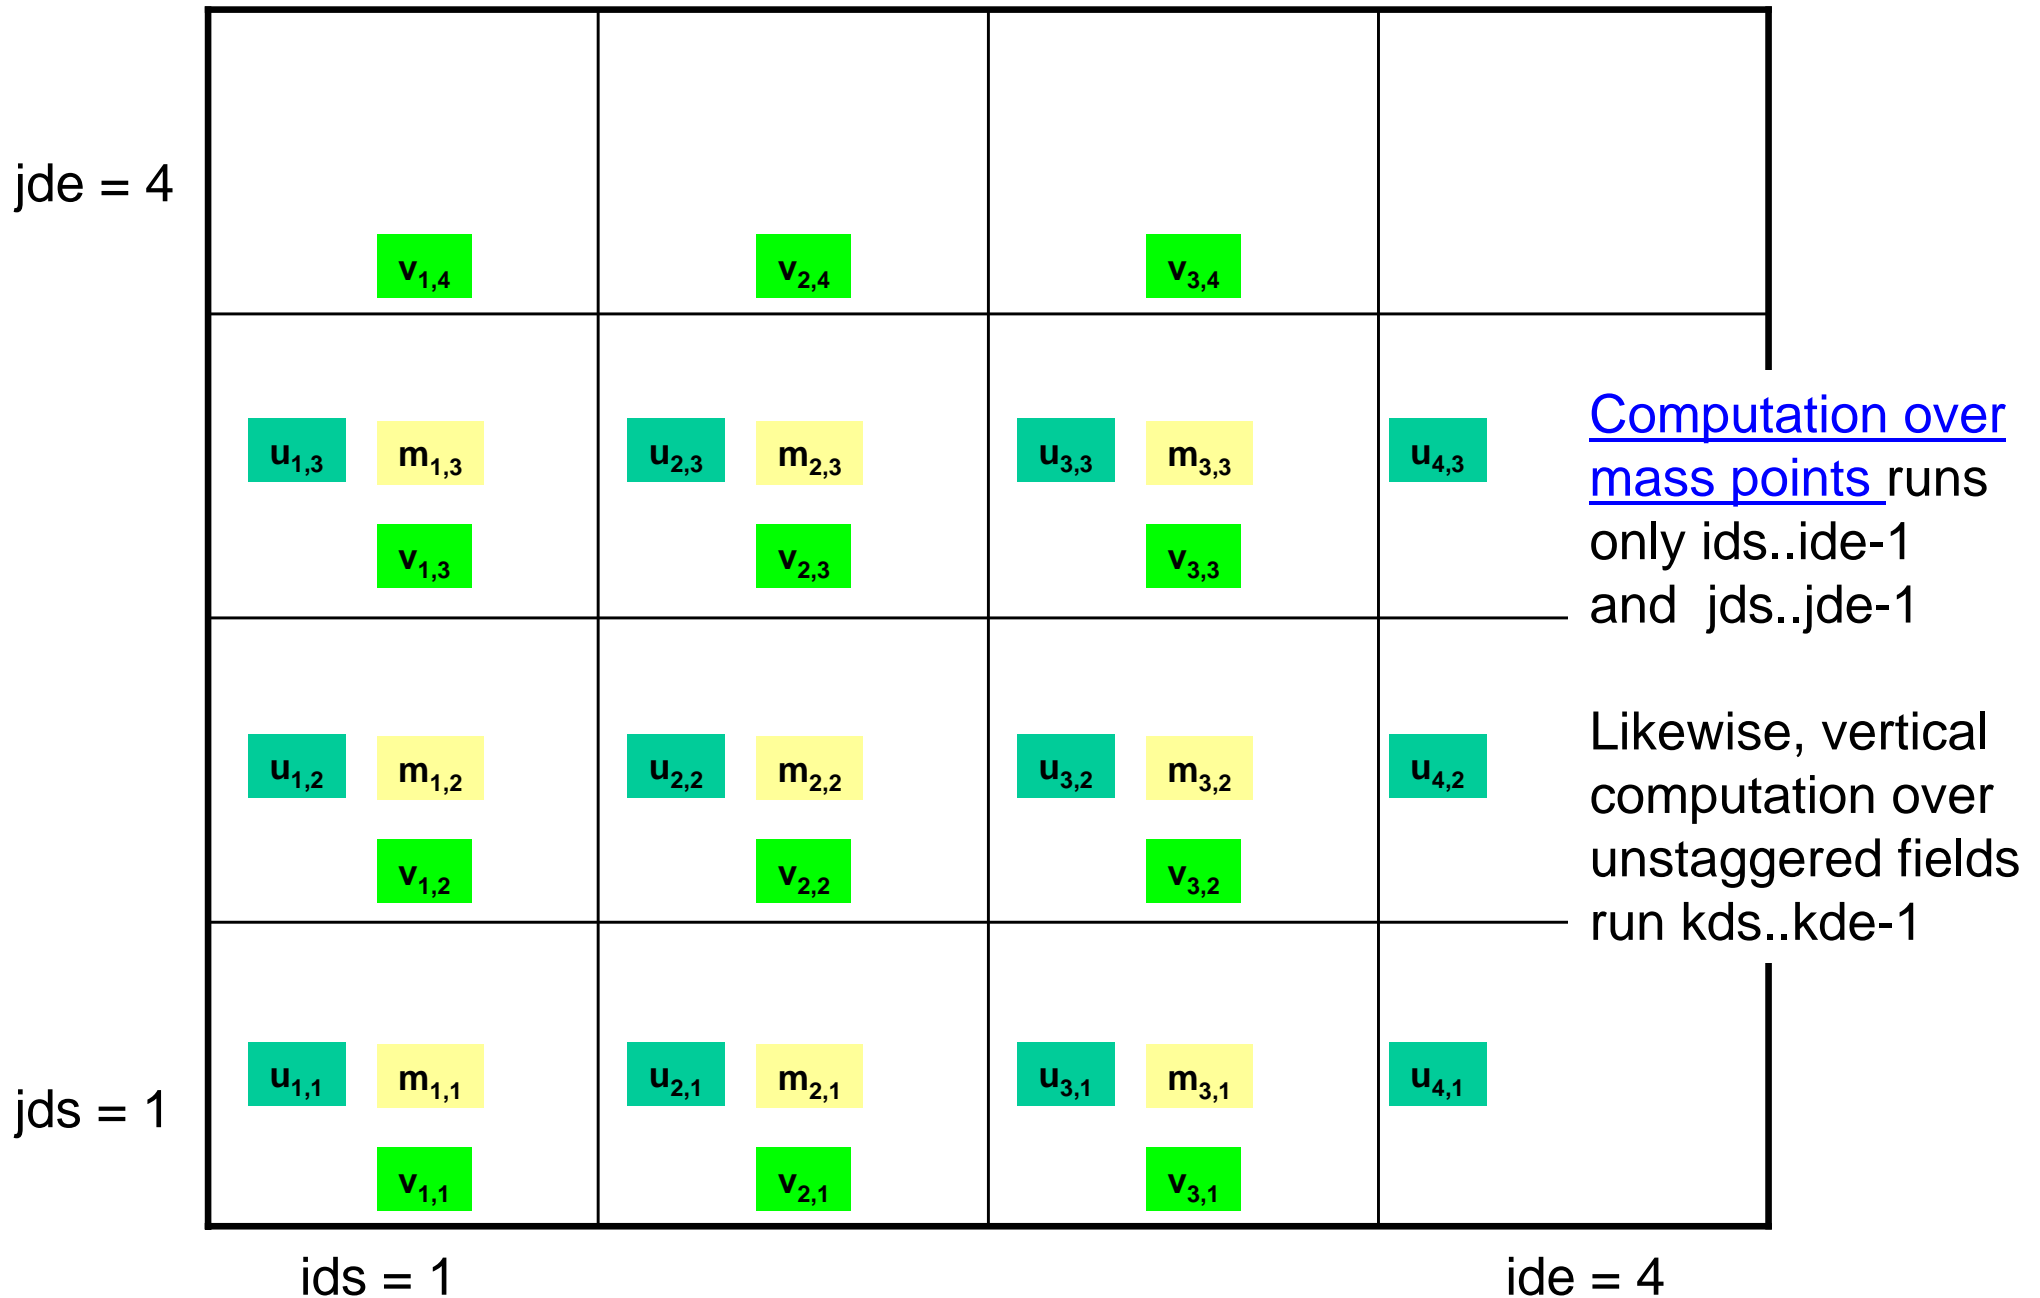 jde = 4
v1,4 v2,4 v3,4
u1,3 m1,3 u2,3 m2,3 u3,3 m3,3 u4,3
v1,3 v2,3 v3,3
u1,2 m1,2 u2,2 m2,2 u3,2 m3,2 u4,2
v1,2 v2,2 v3,2
jds = 1
u1,1 m1,1 u2,1 m2,1 u3,1 m3,1 u4,1
v1,1 v2,1 v3,1
ids = 1
ide = 4
Computation over
mass points runs
only ids..ide-1
and jds..jde-1
Likewise, vertical
computation over
unstaggered fields
run kds..kde-1